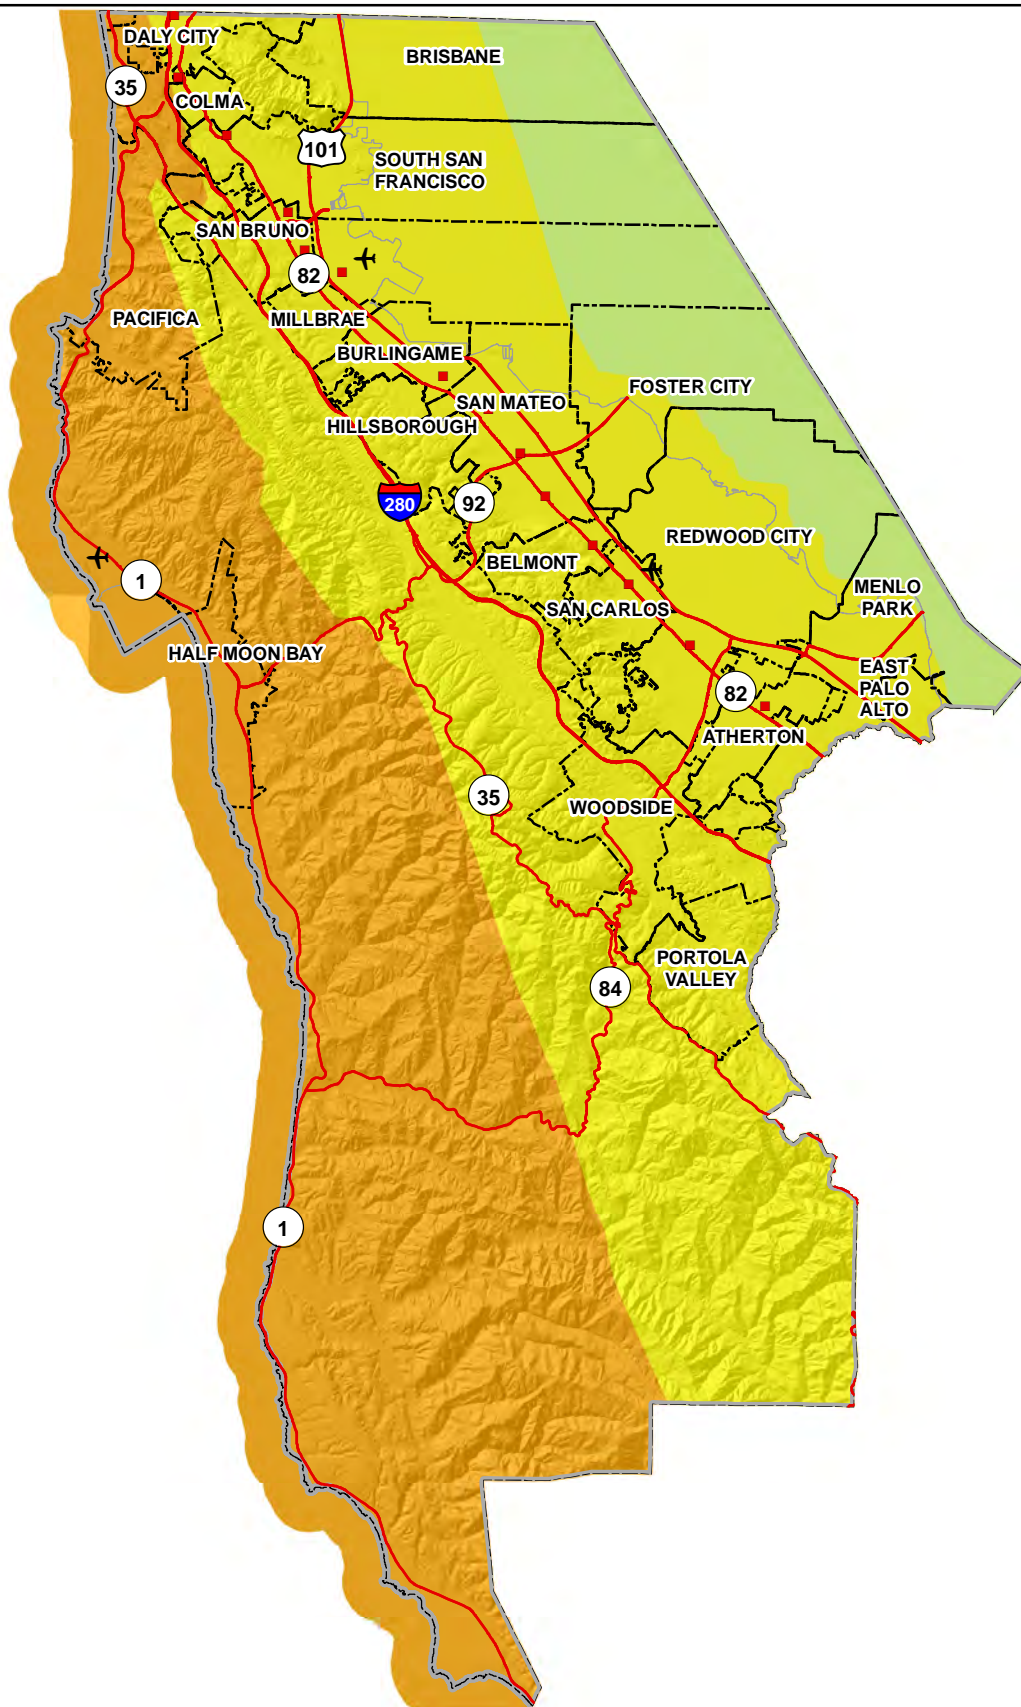 DALY CITY
BRISBANE
35
COLMA
101
SOUTH SAN
FRANCISCO
SAN BRUNO
82
PACIFICA
MILLBRAE
BURLINGAME
FOSTER CITY
SAN MATEO
HILLSBOROUGH
280
92
REDWOOD CITY
BELMONT
1
MENLO
PARK
SAN CARLOS
HALF MOON BAY
EAST
PALO
ALTO
82
ATHERTON
35
WOODSIDE
PORTOLA
VALLEY
84
1